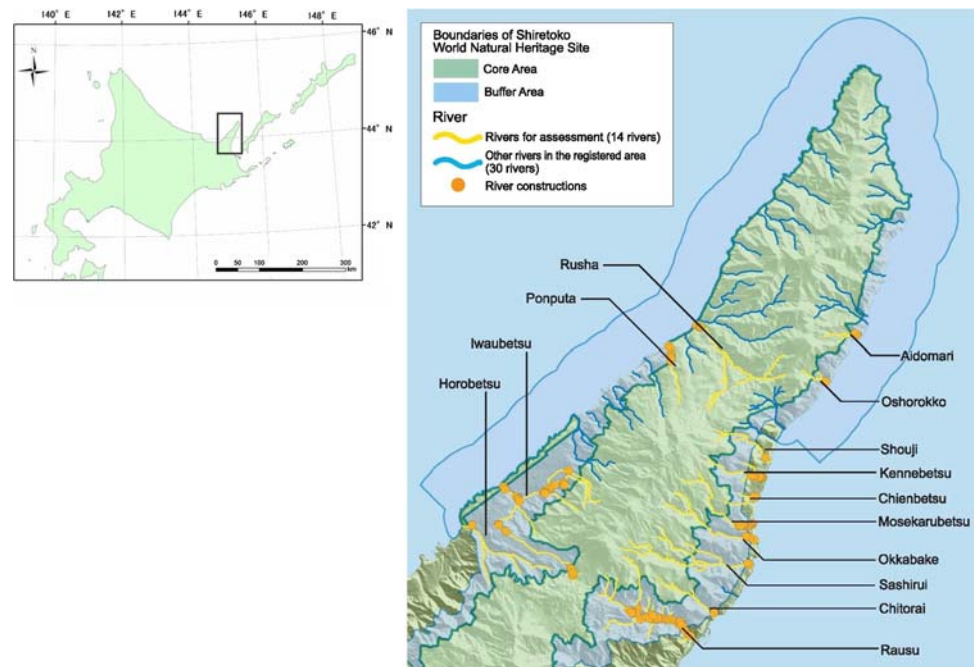 140° E
142° E
144° E
146° E
46° N
N
44° N
42° N
0 50 100 200 300
km
Boundaries of Shiretoko
World Natural Heritage Site
Core Area
Buffer Area
River
Rivers for assessment (14 rivers)
Other rivers in the registered area
(30 rivers)
River constructions
Rusha
Ponputa
Iwaubetsu
Horobetsu
Aidomari
Oshorokko
Shouji
Kennebetsu
Chienbetsu
Mosekarubetsu
Okkabake
Sashirui
Chitorai
Rausu